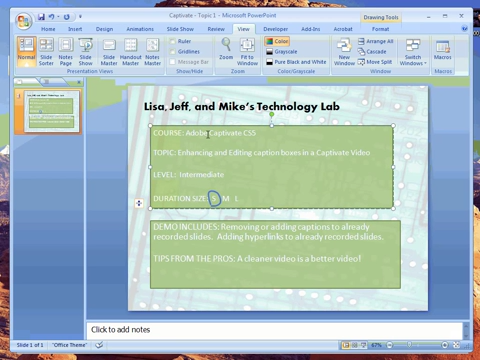 Captivate - Topic 1 - Microsoft PowerPoint
Drawing Tools
Home Insert Design Animations Slide Show Review View Developer Add-Ins Acrobat Format
Normal
Slide Sorter
Notes Page
Slide Show
Slide Master
Handout Master
Notes Master
Presentation Views
Ruler
Gridlines
Message Bar
Show/Hide
Zoom
Fit to Window
Zoom
Color
Grayscale
Pure Black and White
Color/Grayscale
New Window
Arrange All
Cascade
Move Split
Switch Windows
Window
Macros
Macros
Lisa, Jeff, and Mike's Technology Lab
COURSE: Adobe Captivate CS5
TOPIC: Enhancing and Editing caption boxes in a Captivate Video
LEVEL: Intermediate
DURATION SIZE: S M L
DEMO INCLUDES: Removing or adding captions to already
recorded slides. Adding hyperlinks to already recorded slides.
TIPS FROM THE PROS: A cleaner video is a better video!
Click to add notes
Slide 1 of 1 "Office Theme" 67%